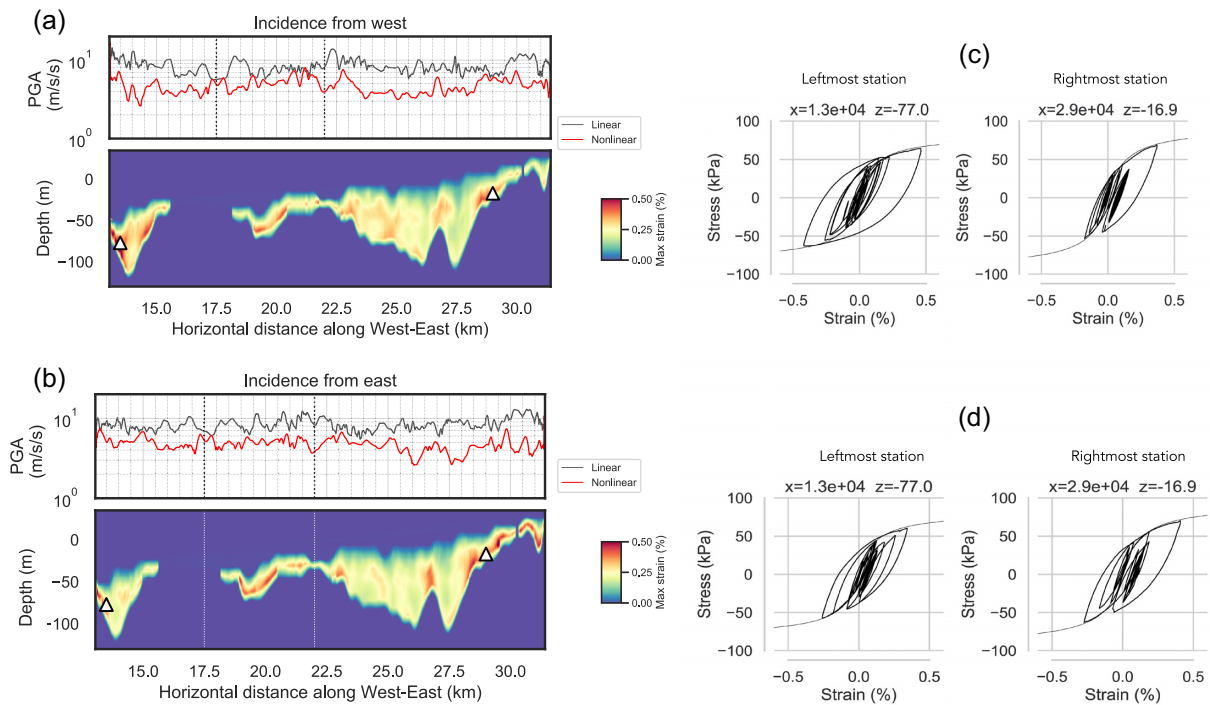 (a)
Incidence from west
10^1
PGA
(m/s/s)
10^0
Linear
Nonlinear
0
−50
−100
Depth (m)
15.0 17.5 20.0 22.5 25.0 27.5 30.0
Horizontal distance along West-East (km)
0.50
0.25
0.00
Max strain (%)
(c)
Leftmost station
x=1.3e+04 z=-77.0
100
50
0
−50
−100
Stress (kPa)
−0.5 0.0 0.5
Strain (%)
Rightmost station
x=2.9e+04 z=-16.9
100
50
0
−50
−100
Stress (kPa)
−0.5 0.0 0.5
Strain (%)
(b)
Incidence from east
10^1
PGA
(m/s/s)
10^0
Linear
Nonlinear
0
−50
-100
Depth (m)
15.0 17.5 20.0 22.5 25.0 27.5 30.0
Horizontal distance along West-East (km)
0.50
0.25
0.00
Max strain (%)
(d)
Leftmost station
x=1.3e+04 z=-77.0
100
50
0
−50
−100
Stress (kPa)
−0.5 0.0 0.5
Strain (%)
Rightmost station
x=2.9e+04 z=-16.9
100
50
0
−50
−100
Stress (kPa)
−0.5 0.0 0.5
Strain (%)